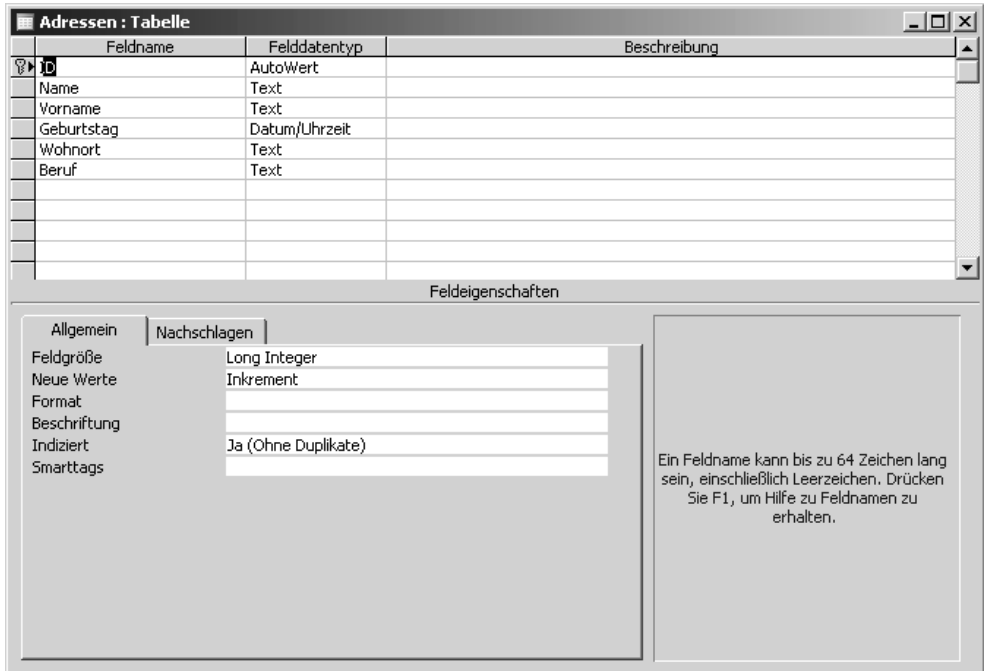 Adressen : Tabelle
Feldname Felddatentyp Beschreibung
ID AutoWert
Name Text
Vorname Text
Geburtstag Datum/Uhrzeit
Wohnort Text
Beruf Text
Feldeigenschaften
Allgemein Nachschlagen
Feldgröße Long Integer
Neue Werte Inkrement
Format
Beschriftung
Indiziert Ja (Ohne Duplikate)
Smarttags
Ein Feldname kann bis zu 64 Zeichen lang
sein, einschließlich Leerzeichen. Drücken
Sie F1, um Hilfe zu Feldnamen zu
erhalten.